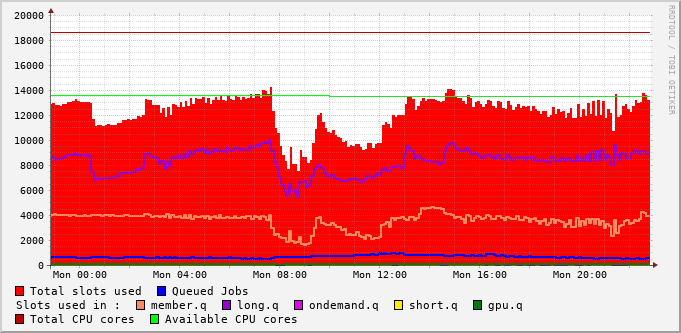 20000
18000
16000
14000
12000
10000
8000
6000
4000
2000
0
Mon 00:00 Mon 04:00 Mon 08:00 Mon 12:00 Mon 16:00 Mon 20:00
Total slots used Queued Jobs
Slots used in : member.q long.q ondemand.q short.q gpu.q
Total CPU cores Available CPU cores
RRDTOOL / TOBI OETIKER